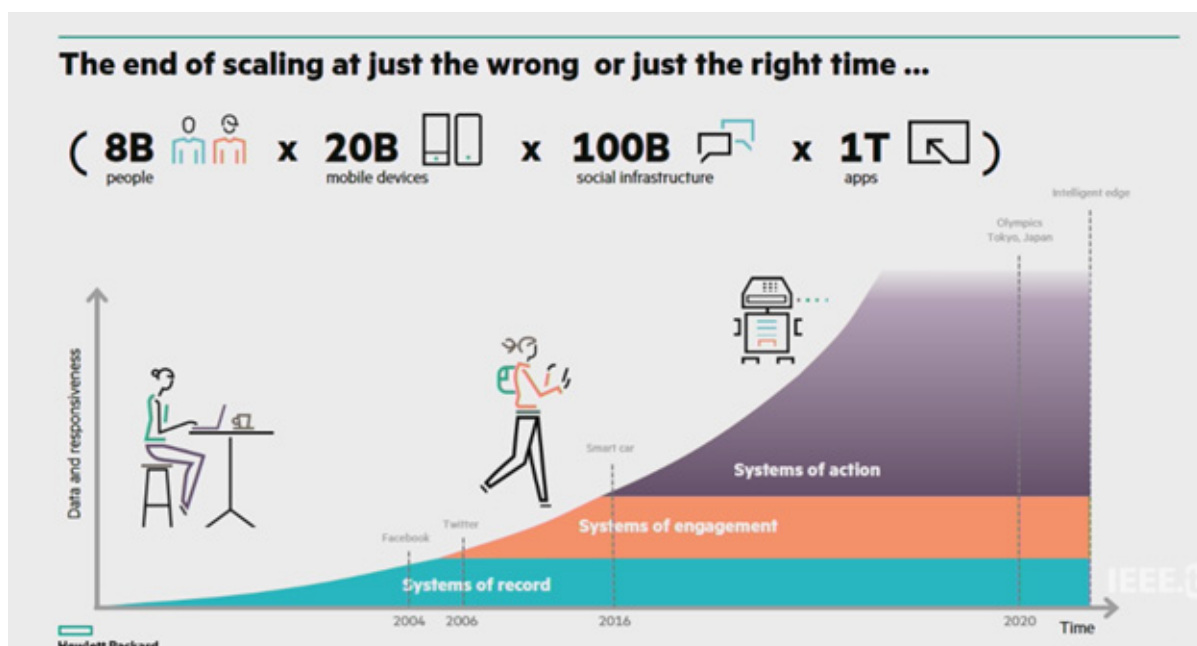 The end of scaling at just the wrong or just the right time ...
( 8B x 20B x 100B x 1T )
people mobile devices social infrastructure apps
Intelligent edge
Olympics
Tokyo, Japan
Data and responsiveness
Smart car
Systems of action
Twitter
Systems of engagement
Facebook
Systems of record
IEEE.
2004 2006 2016 2020 Time
Hewlett Packard